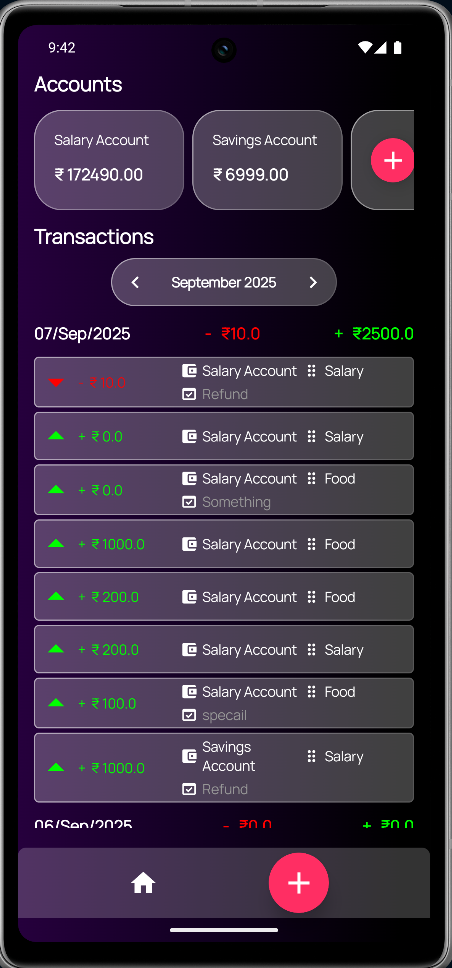 9:42
Accounts
Salary Account
₹ 172490.00
Savings Account
₹ 6999.00
Transactions
September 2025
07/Sep/2025 - ₹10.0 + ₹2500.0
- ₹ 10.0 Salary Account Salary
Refund
+ ₹ 0.0 Salary Account Salary
+ ₹ 0.0 Salary Account Food
Something
+ ₹ 1000.0 Salary Account Food
+ ₹ 200.0 Salary Account Food
+ ₹ 200.0 Salary Account Salary
+ ₹ 100.0 Salary Account Food
specail
+ ₹ 1000.0 Savings Account Salary
Refund
06/Sep/2025 - ₹0.0 + ₹0.0